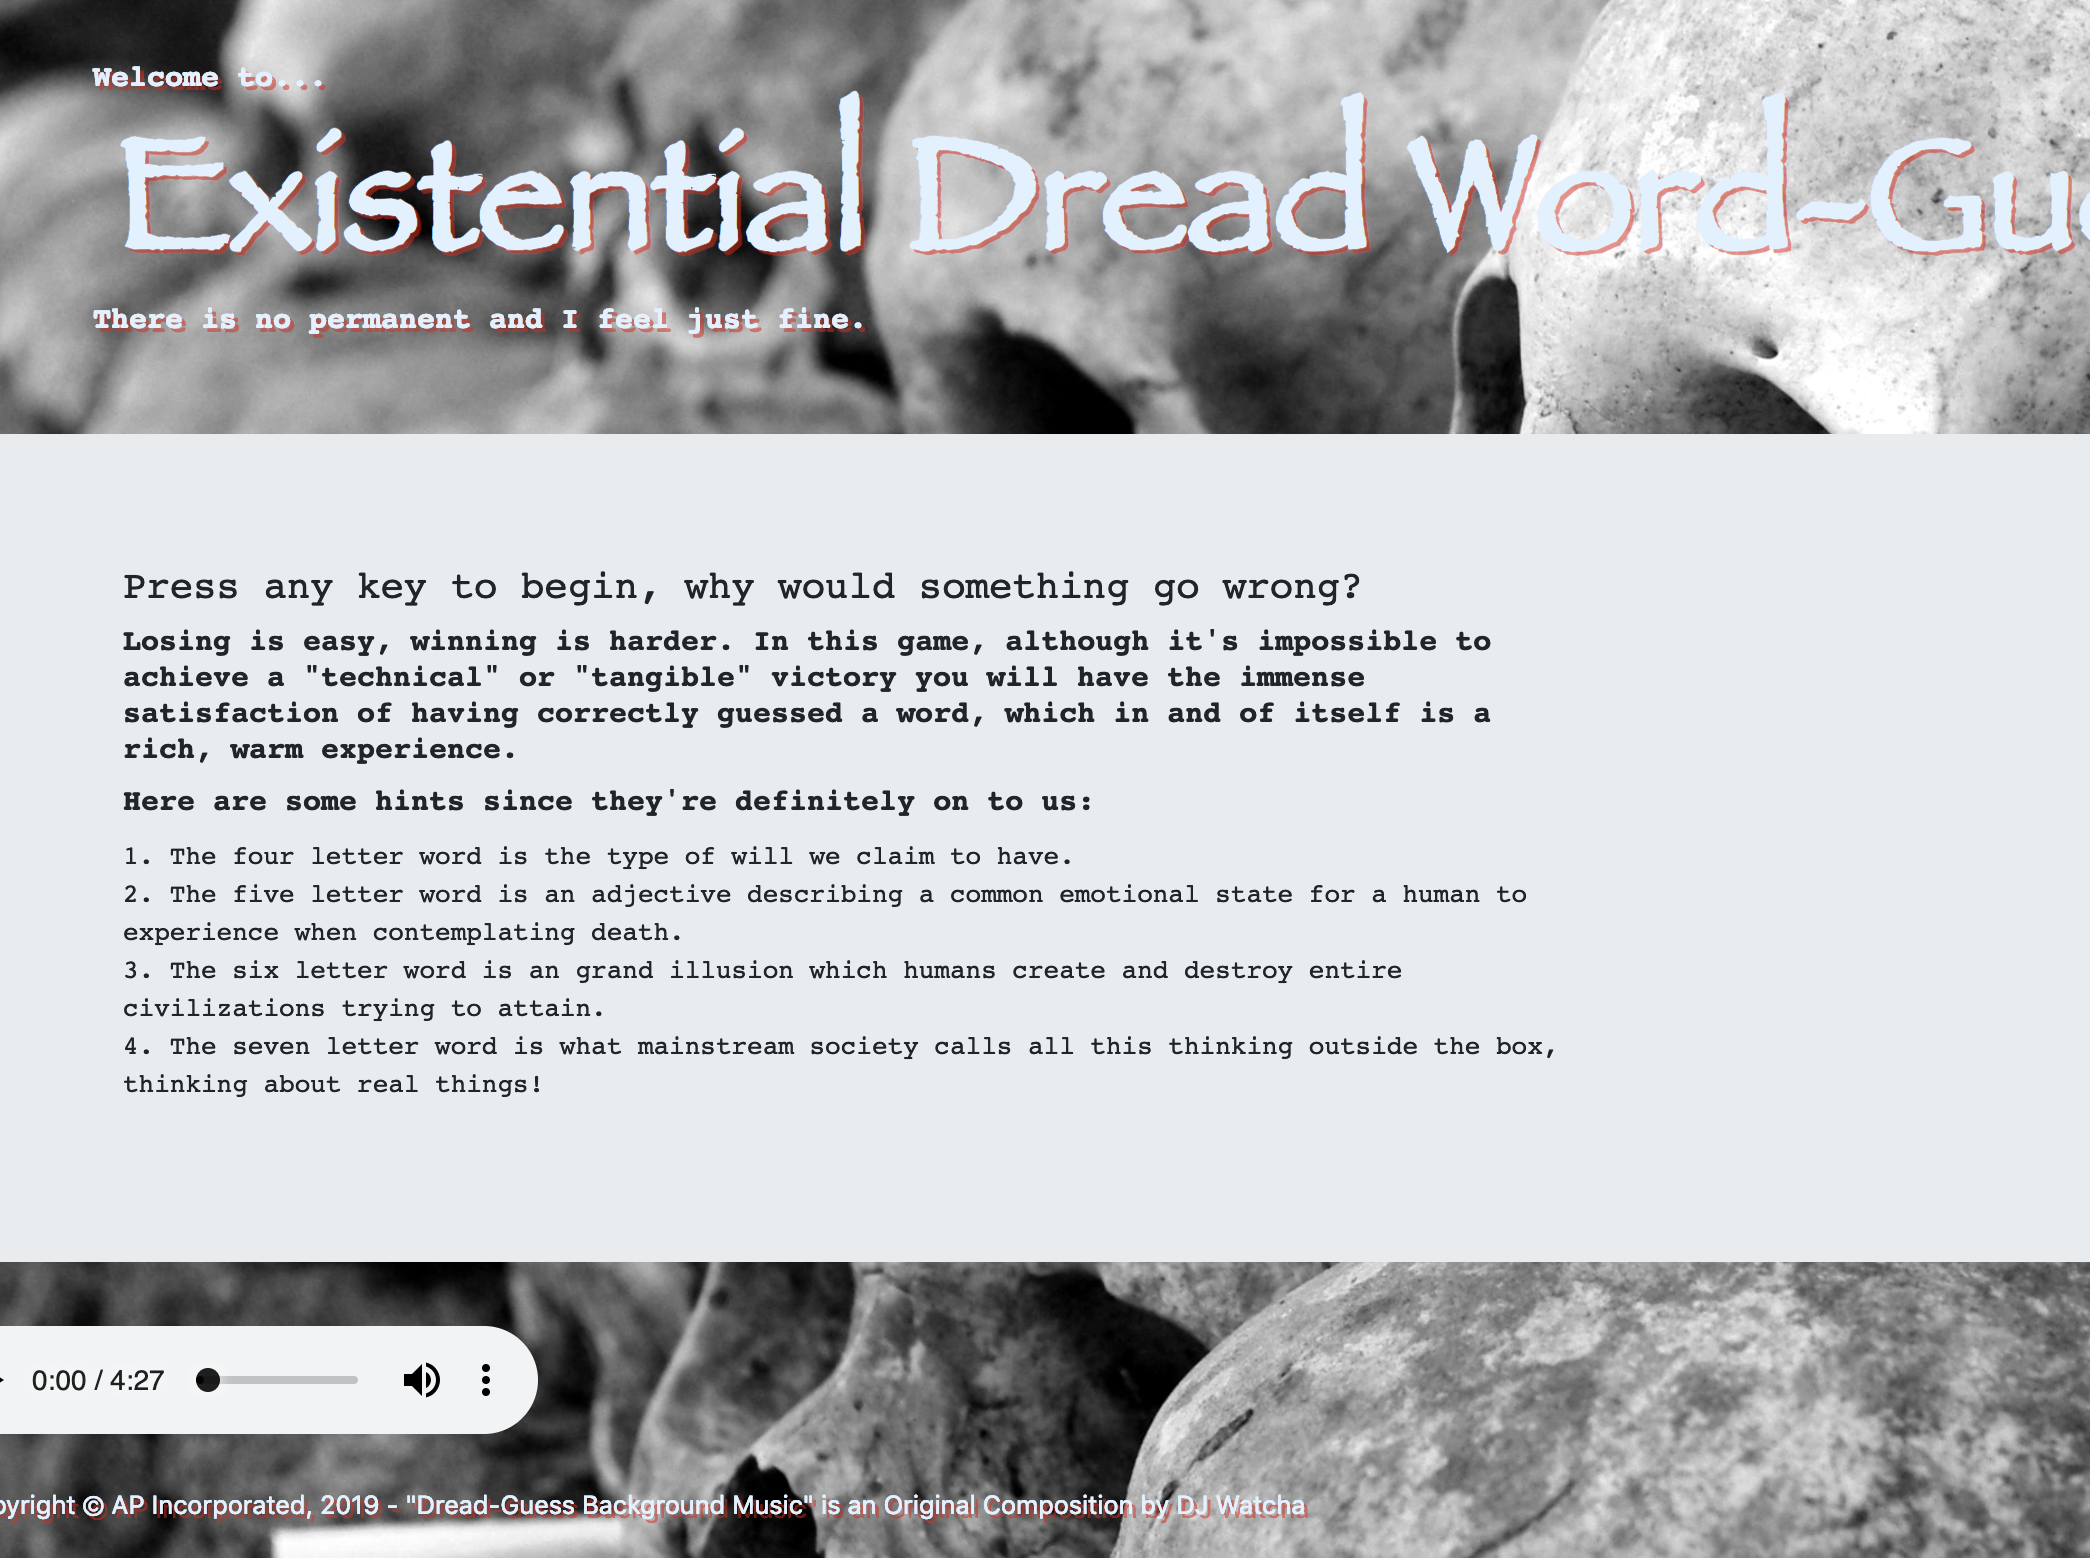 Welcome to...
Existential Dread Word-Gue
There is no permanent and I feel just fine.
Press any key to begin, why would something go wrong?
Losing is easy, winning is harder. In this game, although it's impossible to
achieve a "technical" or "tangible" victory you will have the immense
satisfaction of having correctly guessed a word, which in and of itself is a
rich, warm experience.
Here are some hints since they're definitely on to us:
1. The four letter word is the type of will we claim to have.
2. The five letter word is an adjective describing a common emotional state for a human to
experience when contemplating death.
3. The six letter word is an grand illusion which humans create and destroy entire
civilizations trying to attain.
4. The seven letter word is what mainstream society calls all this thinking outside the box,
thinking about real things!
0:00 / 4:27
pyright © AP Incorporated, 2019 - "Dread-Guess Background Music" is an Original Composition by DJ Watcha